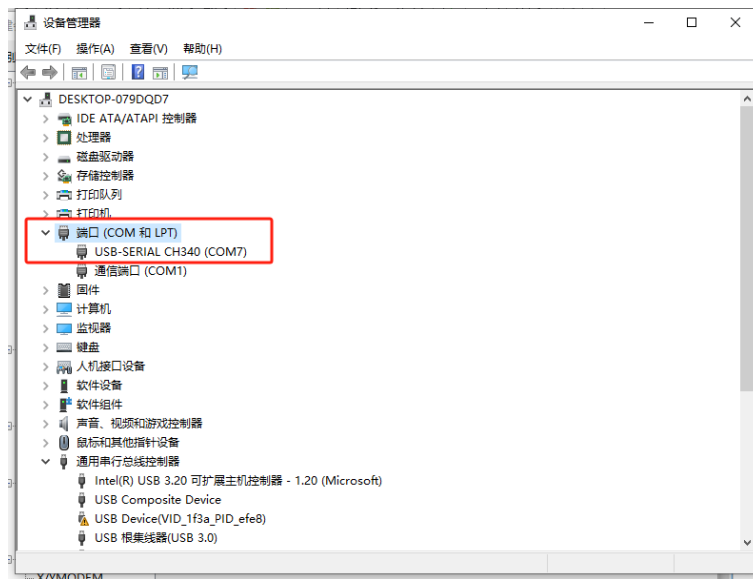 设备管理器
文件(F) 操作(A) 查看(V) 帮助(H)
DESKTOP-079DQD7
IDE ATA/ATAPI 控制器
处理器
磁盘驱动器
存储控制器
打印队列
打印机
端口 (COM 和 LPT)
USB-SERIAL CH340 (COM7)
通信端口 (COM1)
固件
计算机
监视器
键盘
人机接口设备
软件设备
软件组件
声音、视频和游戏控制器
鼠标和其他指针设备
通用串行总线控制器
Intel(R) USB 3.20 可扩展主机控制器 - 1.20 (Microsoft)
USB Composite Device
USB Device(VID_1f3a_PID_efe8)
USB 根集线器(USB 3.0)
X/YMODEM